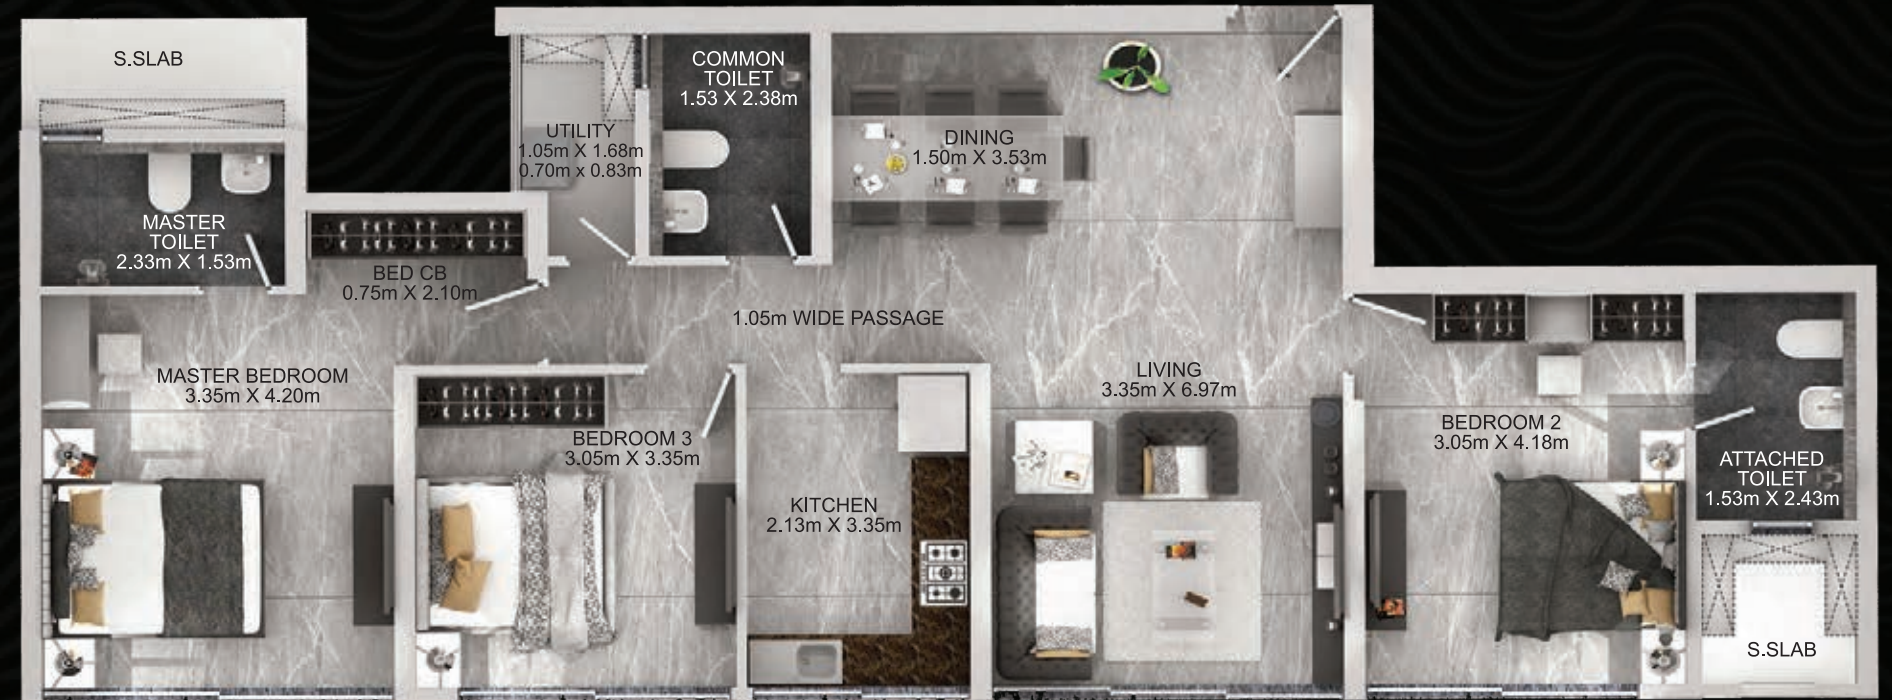 S.SLAB
MASTER
TOILET
2.33m X 1.53m
BED CB
0.75m X 2.10m
UTILITY
1.05m X 1.68m
0.70m x 0.83m
COMMON
TOILET
1.53 X 2.38m
DINING
1.50m X 3.53m
1.05m WIDE PASSAGE
MASTER BEDROOM
3.35m X 4.20m
BEDROOM 3
3.05m X 3.35m
KITCHEN
2.13m X 3.35m
LIVING
3.35m X 6.97m
BEDROOM 2
3.05m X 4.18m
ATTACHED
TOILET
1.53m X 2.43m
S.SLAB